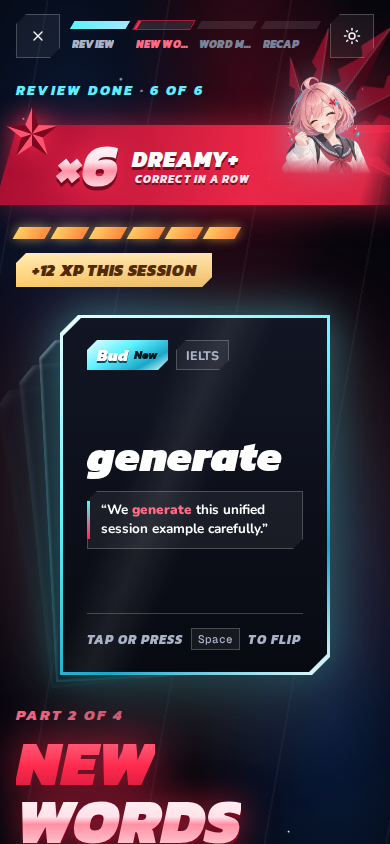 ×
REVIEW
NEW WO...
WORD M...
RECAP
REVIEW DONE · 6 OF 6
×6
DREAMY+
CORRECT IN A ROW
+12 XP THIS SESSION
Bud New
IELTS
generate
“We generate this unified
session example carefully.”
TAP OR PRESS Space TO FLIP
PART 2 OF 4
NEW
WORDS